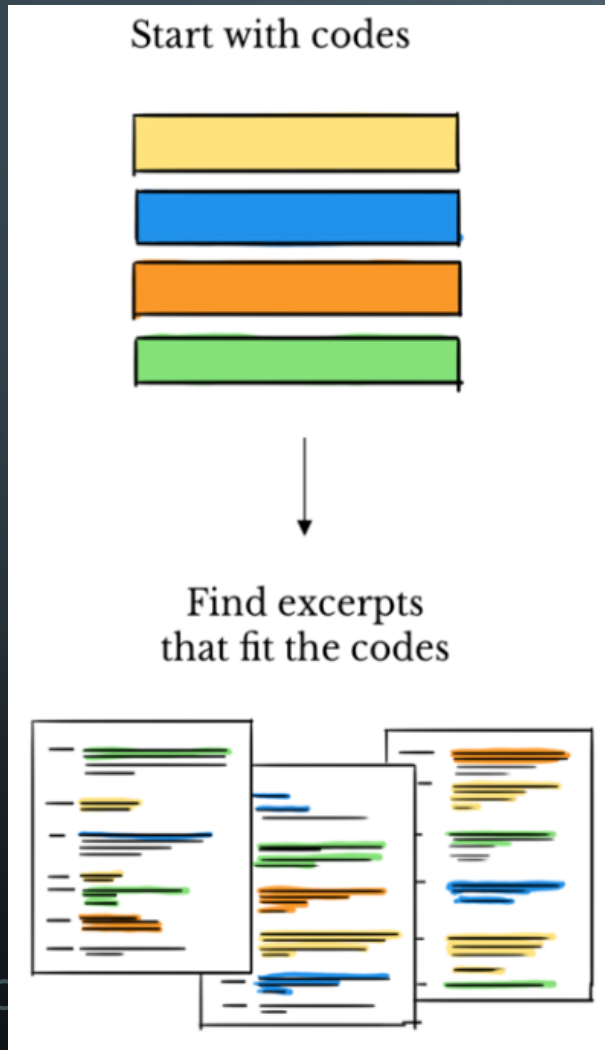 Start with codes
Find excerpts
that fit the codes